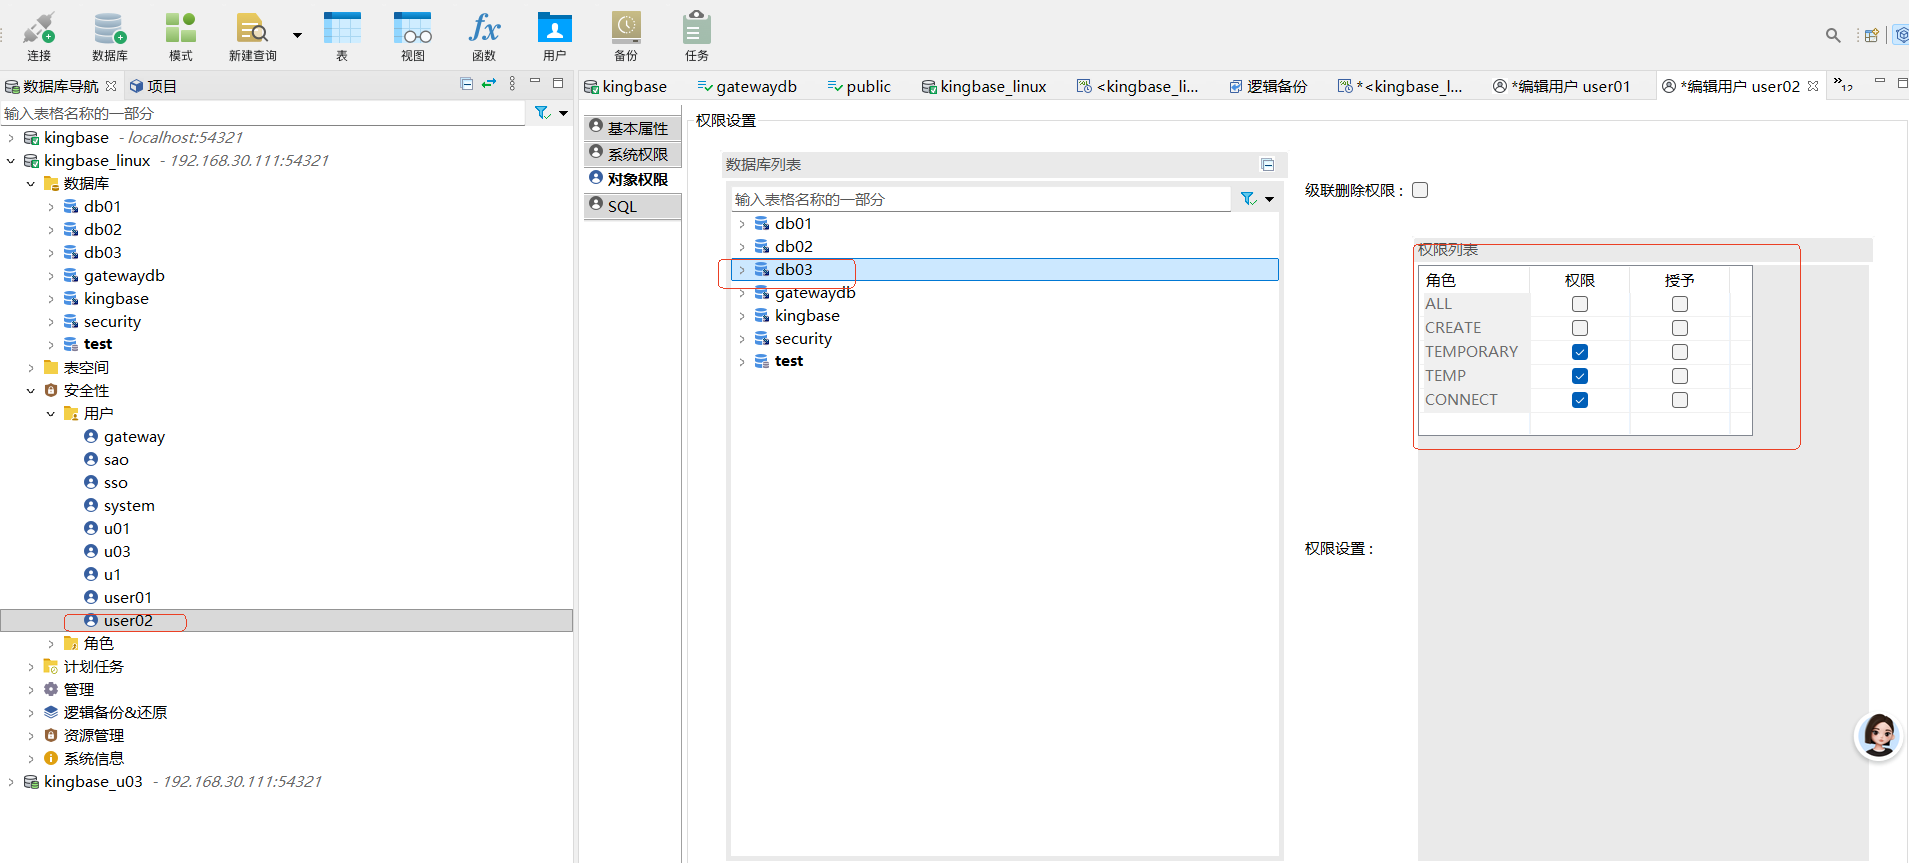 连接 数据库 模式 新建查询 表 视图 函数 用户 备份 任务
数据库导航 项目
输入表格名称的一部分
kingbase - localhost:54321
kingbase_linux - 192.168.30.111:54321
数据库
db01
db02
db03
gatewaydb
kingbase
security
test
表空间
安全性
用户
gateway
sao
sso
system
u01
u03
u1
user01
user02
角色
计划任务
管理
逻辑备份&还原
资源管理
系统信息
kingbase_u03 - 192.168.30.111:54321
kingbase gatewaydb public kingbase_linux <kingbase_li... 逻辑备份 *<kingbase_l... *编辑用户 user01 *编辑用户 user02 »12
基本属性
系统权限
对象权限
SQL
权限设置
数据库列表
输入表格名称的一部分
db01
db02
db03
gatewaydb
kingbase
security
test
级联删除权限：
权限设置：
权限列表
角色 权限 授予
ALL
CREATE
TEMPORARY
TEMP
CONNECT